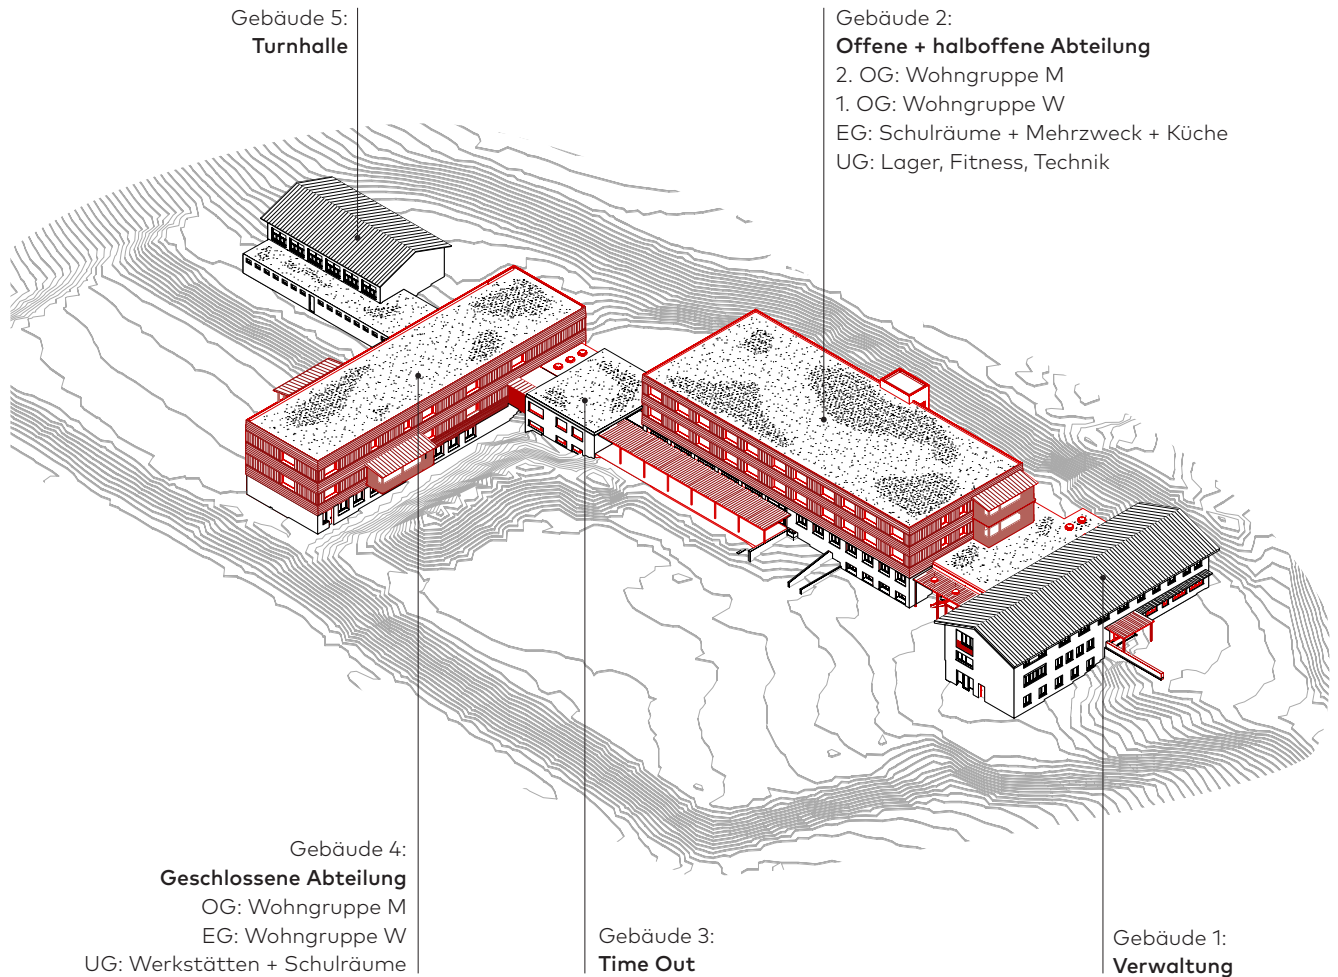 Gebäude 5:
Turnhalle
Gebäude 2:
Offene + halboffene Abteilung
2. OG: Wohngruppe M
1. OG: Wohngruppe W
EG: Schulräume + Mehrzweck + Küche
UG: Lager, Fitness, Technik
Gebäude 4:
Geschlossene Abteilung
OG: Wohngruppe M
EG: Wohngruppe W
UG: Werkstätten + Schulräume
Gebäude 3:
Time Out
Gebäude 1:
Verwaltung